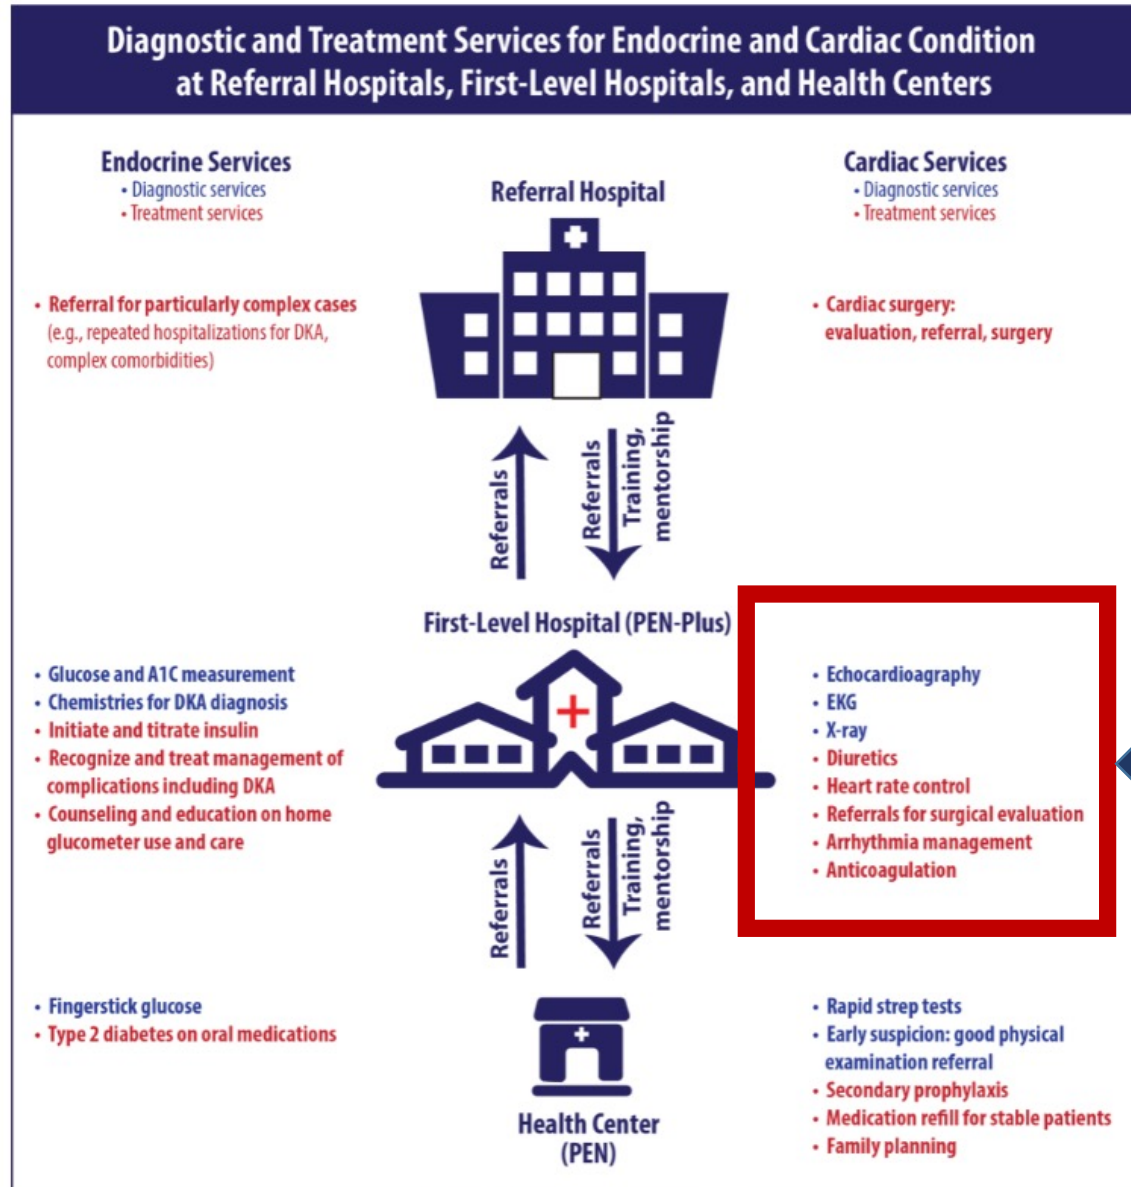 Diagnostic and Treatment Services for Endocrine and Cardiac Condition
at Referral Hospitals, First-Level Hospitals, and Health Centers
Endocrine Services
• Diagnostic services
• Treatment services
Referral Hospital
Cardiac Services
• Diagnostic services
• Treatment services
• Referral for particularly complex cases
(e.g., repeated hospitalizations for DKA,
complex comorbidities)
• Cardiac surgery:
evaluation, referral, surgery
Referrals
Referrals
Training,
mentorship
First-Level Hospital (PEN-Plus)
• Glucose and A1C measurement
• Chemistries for DKA diagnosis
• Initiate and titrate insulin
• Recognize and treat management of
complications including DKA
• Counseling and education on home
glucometer use and care
• Echocardioagraphy
• EKG
• X-ray
• Diuretics
• Heart rate control
• Referrals for surgical evaluation
• Arrhythmia management
• Anticoagulation
Referrals
Referrals
Training,
mentorship
• Fingerstick glucose
• Type 2 diabetes on oral medications
Health Center
(PEN)
• Rapid strep tests
• Early suspicion: good physical
examination referral
• Secondary prophylaxis
• Medication refill for stable patients
• Family planning